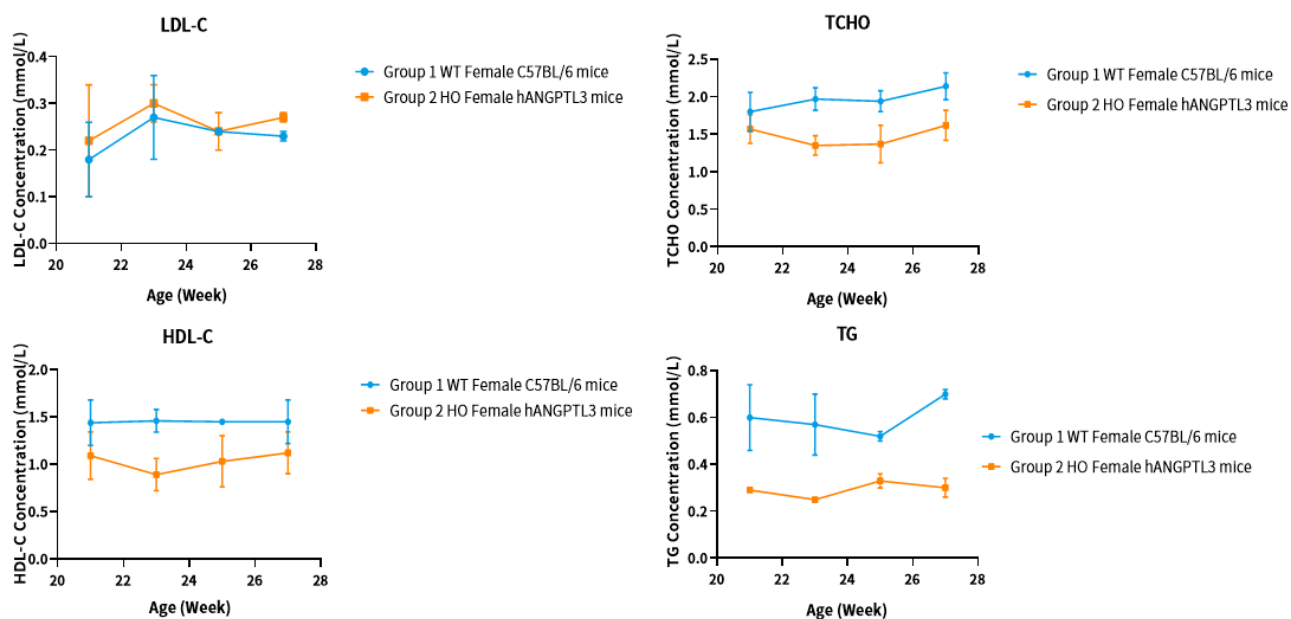 LDL-C
LDL-C Concentration (mmol/L)
0.4
0.3
0.2
0.1
0.0
20 22 24 26 28
Age (Week)
Group 1 WT Female C57BL/6 mice
Group 2 HO Female hANGPTL3 mice
TCHO
TCHO Concentration (mmol/L)
2.5
2.0
1.5
1.0
0.5
0.0
20 22 24 26 28
Age (Week)
Group 1 WT Female C57BL/6 mice
Group 2 HO Female hANGPTL3 mice
HDL-C
HDL-C Concentration (mmol/L)
2.0
1.5
1.0
0.5
0.0
20 22 24 26 28
Age (Week)
Group 1 WT Female C57BL/6 mice
Group 2 HO Female hANGPTL3 mice
TG
TG Concentration (mmol/L)
0.8
0.6
0.4
0.2
0.0
20 22 24 26 28
Age (Week)
Group 1 WT Female C57BL/6 mice
Group 2 HO Female hANGPTL3 mice